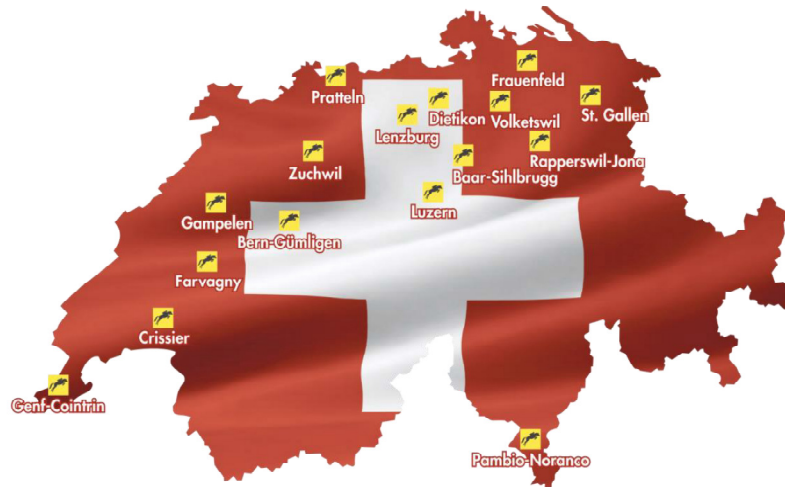 Frauenfeld
Pratteln
Dietikon
Volketswil
St. Gallen
Lenzburg
Zuchwil
Baar-Sihlbrugg
Rapperswil-Jona
Luzern
Gampelen
Bern-Gümligen
Farvagny
Crissier
Genf-Cointrin
Pambio-Noranco